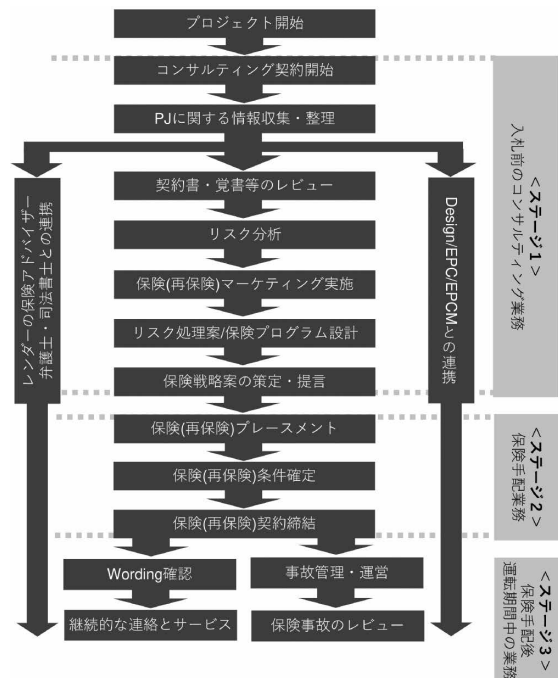 プロジェクト開始
コンサルティング契約開始
PJに関する情報収集・整理
契約書・覚書等のレビュー
リスク分析
保険(再保険)マーケティング実施
リスク処理案/保険プログラム設計
保険戦略案の策定・提言
保険(再保険)プレースメント
保険(再保険)条件確定
保険(再保険)契約締結
Wording確認
事故管理・運営
継続的な連絡とサービス
保険事故のレビュー
レンダーの保険アドバイザー
弁護士・司法書士との連携
Design/EPC/EPCMとの連携
<ステージ1>
入札前のコンサルティング業務
<ステージ2>
保険手配業務
<ステージ3>
保険手配後
運転期間中の業務